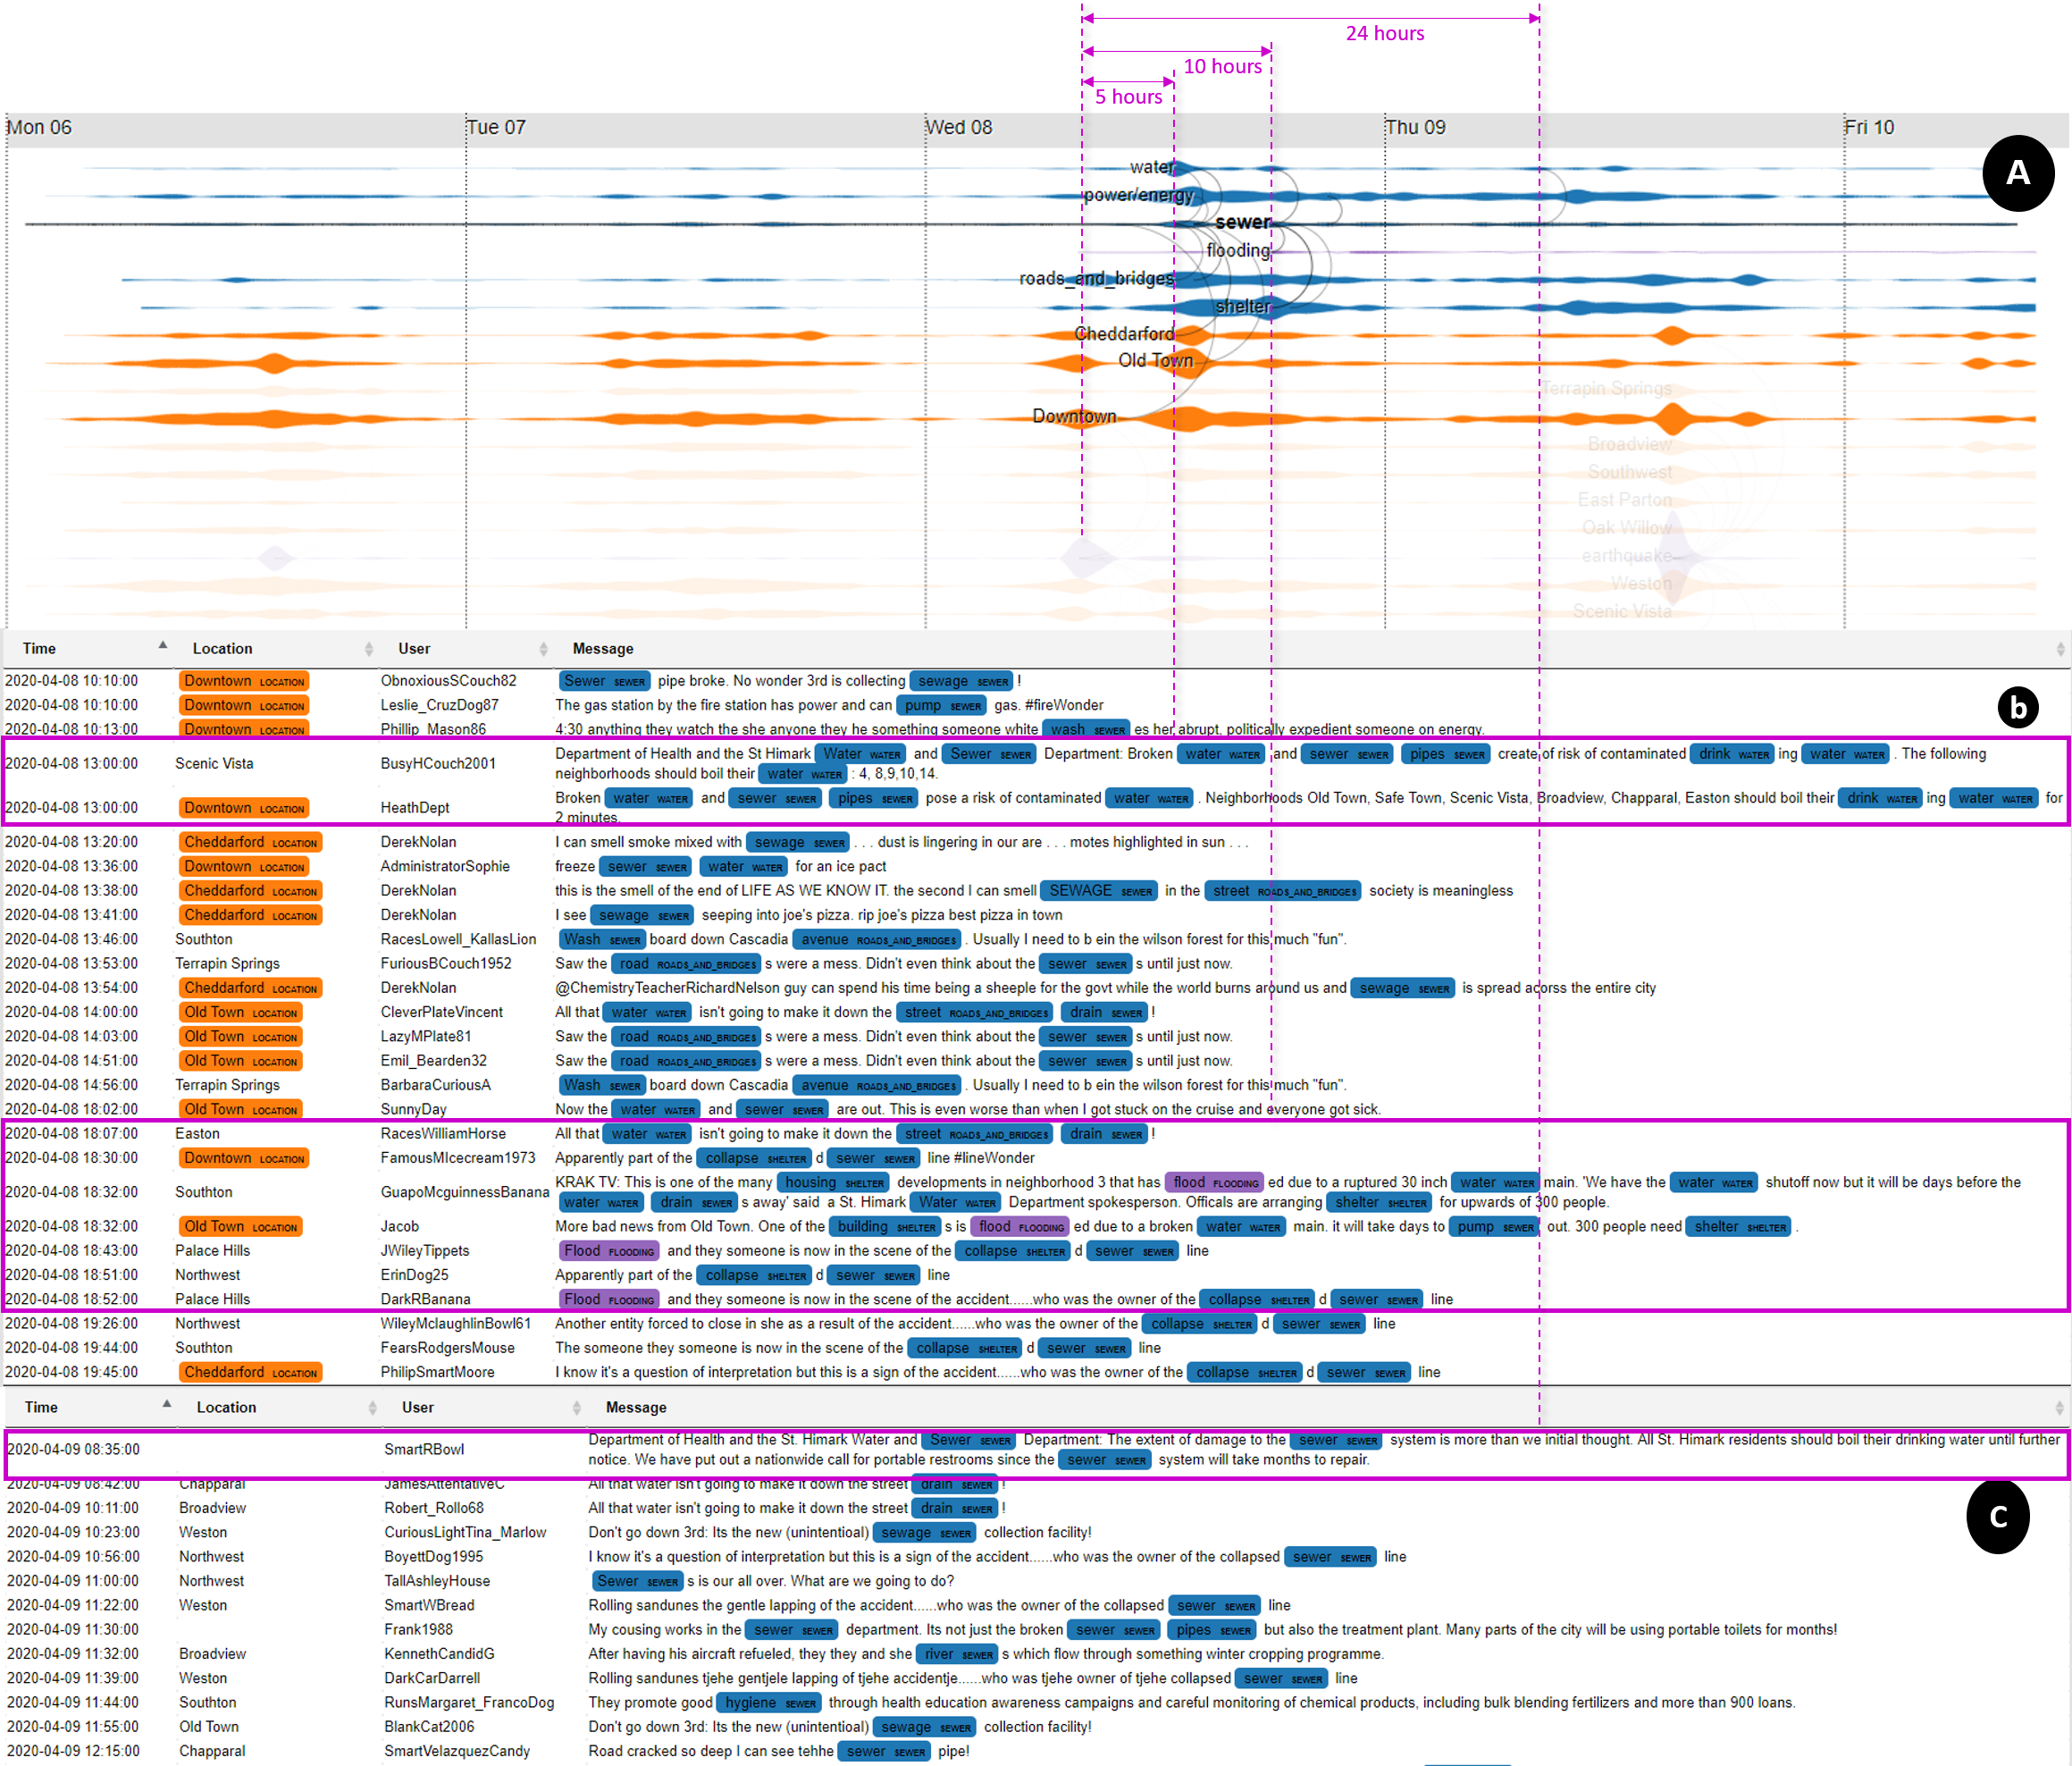 24 hours
10 hours
5 hours
Mon 06 Tue 07 Wed 08 Thu 09 Fri 10
A
water
power/energy
sewer
flooding
roads_and_bridges
shelter
Cheddarford
Old Town
Terrapin Springs
Downtown
Broadview
Southwest
East Parton
Oak Willow
earthquake
Weston
Scenic Vista
Time Location User Message
b
2020-04-08 10:10:00 Downtown LOCATION ObnoxiousSCouch82 Sewer SEWER pipe broke. No wonder 3rd is collecting sewage SEWER !
2020-04-08 10:10:00 Downtown LOCATION Leslie_CruzDog87 The gas station by the fire station has power and can pump SEWER gas. #fireWonder
2020-04-08 10:13:00 Downtown LOCATION Phillip_Mason86 4:30 anything they watch the she anyone they he something someone white wash SEWER es her abrupt, politically expedient someone on energy.
2020-04-08 13:00:00 Scenic Vista BusyHCouch2001 Department of Health and the St Himark Water WATER and Sewer SEWER Department: Broken water WATER and sewer SEWER pipes SEWER create of risk of contaminated drink WATER ing water WATER . The following
neighborhoods should boil their water WATER : 4, 8,9,10,14.
2020-04-08 13:00:00 Downtown LOCATION HeathDept Broken water WATER and sewer SEWER pipes SEWER pose a risk of contaminated water WATER . Neighborhoods Old Town, Safe Town, Scenic Vista, Broadview, Chapparal, Easton should boil their drink WATER ing water WATER for
2 minutes.
2020-04-08 13:20:00 Cheddarford LOCATION DerekNolan I can smell smoke mixed with sewage SEWER . . . dust is lingering in our are . . . motes highlighted in sun . . .
2020-04-08 13:36:00 Downtown LOCATION AdministratorSophie freeze sewer SEWER water WATER for an ice pact
2020-04-08 13:38:00 Cheddarford LOCATION DerekNolan this is the smell of the end of LIFE AS WE KNOW IT. the second I can smell SEWAGE SEWER in the street ROADS_AND_BRIDGES society is meaningless
2020-04-08 13:41:00 Cheddarford LOCATION DerekNolan I see sewage SEWER seeping into joe's pizza. rip joe's pizza best pizza in town
2020-04-08 13:46:00 Southton RacesLowell_KallasLion Wash SEWER board down Cascadia avenue ROADS_AND_BRIDGES . Usually I need to b ein the wilson forest for this much "fun".
2020-04-08 13:53:00 Terrapin Springs FuriousBCouch1952 Saw the road ROADS_AND_BRIDGES s were a mess. Didn't even think about the sewer SEWER s until just now.
2020-04-08 13:54:00 Cheddarford LOCATION DerekNolan @ChemistryTeacherRichardNelson guy can spend his time being a sheeple for the govt while the world burns around us and sewage SEWER is spread acorss the entire city
2020-04-08 14:00:00 Old Town LOCATION CleverPlateVincent All that water WATER isn't going to make it down the street ROADS_AND_BRIDGES drain SEWER !
2020-04-08 14:03:00 Old Town LOCATION LazyMPlate81 Saw the road ROADS_AND_BRIDGES s were a mess. Didn't even think about the sewer SEWER s until just now.
2020-04-08 14:51:00 Old Town LOCATION Emil_Bearden32 Saw the road ROADS_AND_BRIDGES s were a mess. Didn't even think about the sewer SEWER s until just now.
2020-04-08 14:56:00 Terrapin Springs BarbaraCuriousA Wash SEWER board down Cascadia avenue ROADS_AND_BRIDGES . Usually I need to b ein the wilson forest for this much "fun".
2020-04-08 18:02:00 Old Town LOCATION SunnyDay Now the water WATER and sewer SEWER are out. This is even worse than when I got stuck on the cruise and everyone got sick.
2020-04-08 18:07:00 Easton RacesWilliamHorse All that water WATER isn't going to make it down the street ROADS_AND_BRIDGES drain SEWER !
2020-04-08 18:30:00 Downtown LOCATION FamousMIcecream1973 Apparently part of the collapse SHELTER d sewer SEWER line #lineWonder
2020-04-08 18:32:00 Southton GuapoMcguinnessBanana KRAK TV: This is one of the many housing SHELTER developments in neighborhood 3 that has flood FLOODING ed due to a ruptured 30 inch water WATER main. 'We have the water WATER shutoff now but it will be days before the
water WATER drain SEWER s away' said a St. Himark Water WATER Department spokesperson. Officals are arranging shelter SHELTER for upwards of 300 people.
2020-04-08 18:32:00 Old Town LOCATION Jacob More bad news from Old Town. One of the building SHELTER s is flood FLOODING ed due to a broken water WATER main. it will take days to pump SEWER out. 300 people need shelter SHELTER .
2020-04-08 18:43:00 Palace Hills JWileyTippets Flood FLOODING and they someone is now in the scene of the collapse SHELTER d sewer SEWER line
2020-04-08 18:51:00 Northwest ErinDog25 Apparently part of the collapse SHELTER d sewer SEWER line
2020-04-08 18:52:00 Palace Hills DarkRBanana Flood FLOODING and they someone is now in the scene of the accident......who was the owner of the collapse SHELTER d sewer SEWER line
2020-04-08 19:26:00 Northwest WileyMclaughlinBowl61 Another entity forced to close in she as a result of the accident......who was the owner of the collapse SHELTER d sewer SEWER line
2020-04-08 19:44:00 Southton FearsRodgersMouse The someone they someone is now in the scene of the collapse SHELTER d sewer SEWER line
2020-04-08 19:45:00 Cheddarford LOCATION PhilipSmartMoore I know it's a question of interpretation but this is a sign of the accident......who was the owner of the collapse SHELTER d sewer SEWER line
Time Location User Message
2020-04-09 08:35:00 SmartRBowl Department of Health and the St. Himark Water and Sewer SEWER Department: The extent of damage to the sewer SEWER system is more than we initial thought. All St. Himark residents should boil their drinking water until further
notice. We have put out a nationwide call for portable restrooms since the sewer SEWER system will take months to repair.
2020-04-09 08:42:00 Chapparal JamesAttentativeC All that water isn't going to make it down the street drain SEWER !
C
2020-04-09 10:11:00 Broadview Robert_Rollo68 All that water isn't going to make it down the street drain SEWER !
2020-04-09 10:23:00 Weston CuriousLightTina_Marlow Don't go down 3rd: Its the new (unintentioal) sewage SEWER collection facility!
2020-04-09 10:56:00 Northwest BoyettDog1995 I know it's a question of interpretation but this is a sign of the accident......who was the owner of the collapsed sewer SEWER line
2020-04-09 11:00:00 Northwest TallAshleyHouse Sewer SEWER s is our all over. What are we going to do?
2020-04-09 11:22:00 Weston SmartWBread Rolling sandunes the gentle lapping of the accident......who was the owner of the collapsed sewer SEWER line
2020-04-09 11:30:00 Frank1988 My cousing works in the sewer SEWER department. Its not just the broken sewer SEWER pipes SEWER but also the treatment plant. Many parts of the city will be using portable toilets for months!
2020-04-09 11:32:00 Broadview KennethCandidG After having his aircraft refueled, they they and she river SEWER s which flow through something winter cropping programme.
2020-04-09 11:39:00 Weston DarkCarDarrell Rolling sandunes tjehe gentjele lapping of tjehe accidentje......who was tjehe owner of tjehe collapsed sewer SEWER line
2020-04-09 11:44:00 Southton RunsMargaret_FrancoDog They promote good hygiene SEWER through health education awareness campaigns and careful monitoring of chemical products, including bulk blending fertilizers and more than 900 loans.
2020-04-09 11:55:00 Old Town BlankCat2006 Don't go down 3rd: Its the new (unintentioal) sewage SEWER collection facility!
2020-04-09 12:15:00 Chapparal SmartVelazquezCandy Road cracked so deep I can see tehhe sewer SEWER pipe!